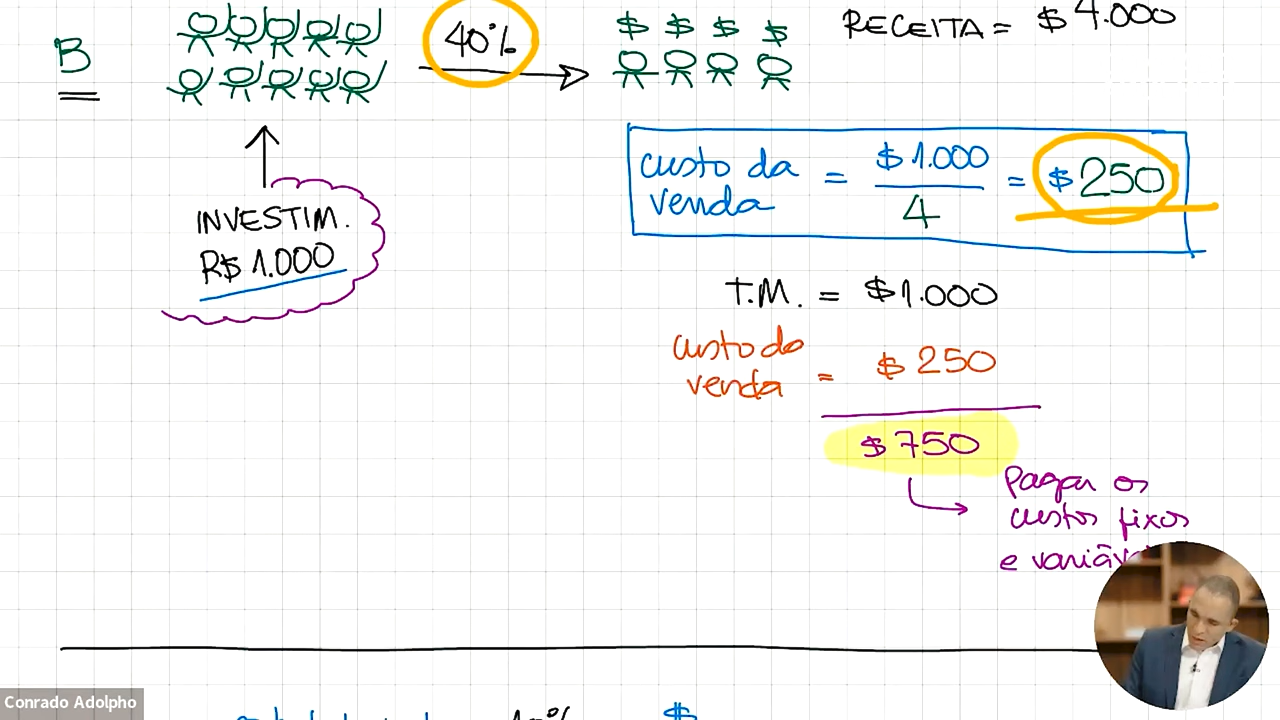 B
40%
$ $ $ $
RECEITA = $ 4.000
INVESTIM.
R$ 1.000
custo da
venda = $ 1.000 / 4 = $ 250
T.M. = $1.000
custo da
venda = $ 250
$ 750
Pagar os
custos fixos
e
$
Conrado Adolpho